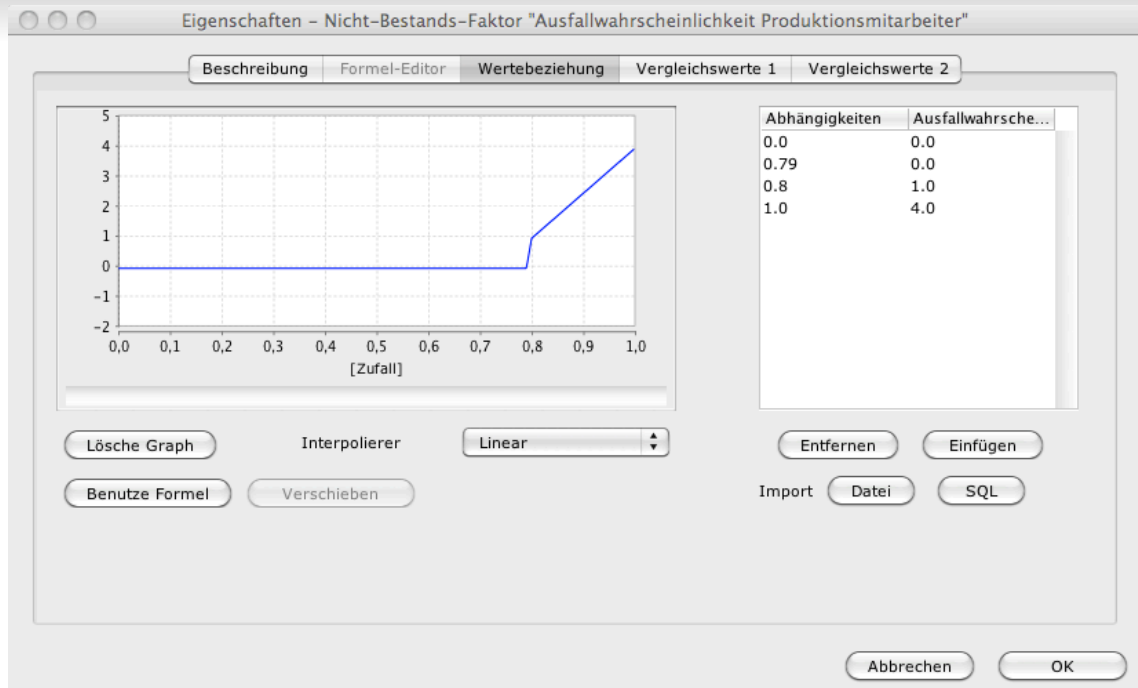 Eigenschaften – Nicht-Bestands-Faktor "Ausfallwahrscheinlichkeit Produktionsmitarbeiter"
Beschreibung Formel-Editor Wertebeziehung Vergleichswerte 1 Vergleichswerte 2
5
4
3
2
1
0
-1
-2
0,0 0,1 0,2 0,3 0,4 0,5 0,6 0,7 0,8 0,9 1,0
[Zufall]
Abhängigkeiten Ausfallwahrsche...
0.0 0.0
0.79 0.0
0.8 1.0
1.0 4.0
Lösche Graph Interpolierer Linear Entfernen Einfügen
Benutze Formel Verschieben Import Datei SQL
Abbrechen OK